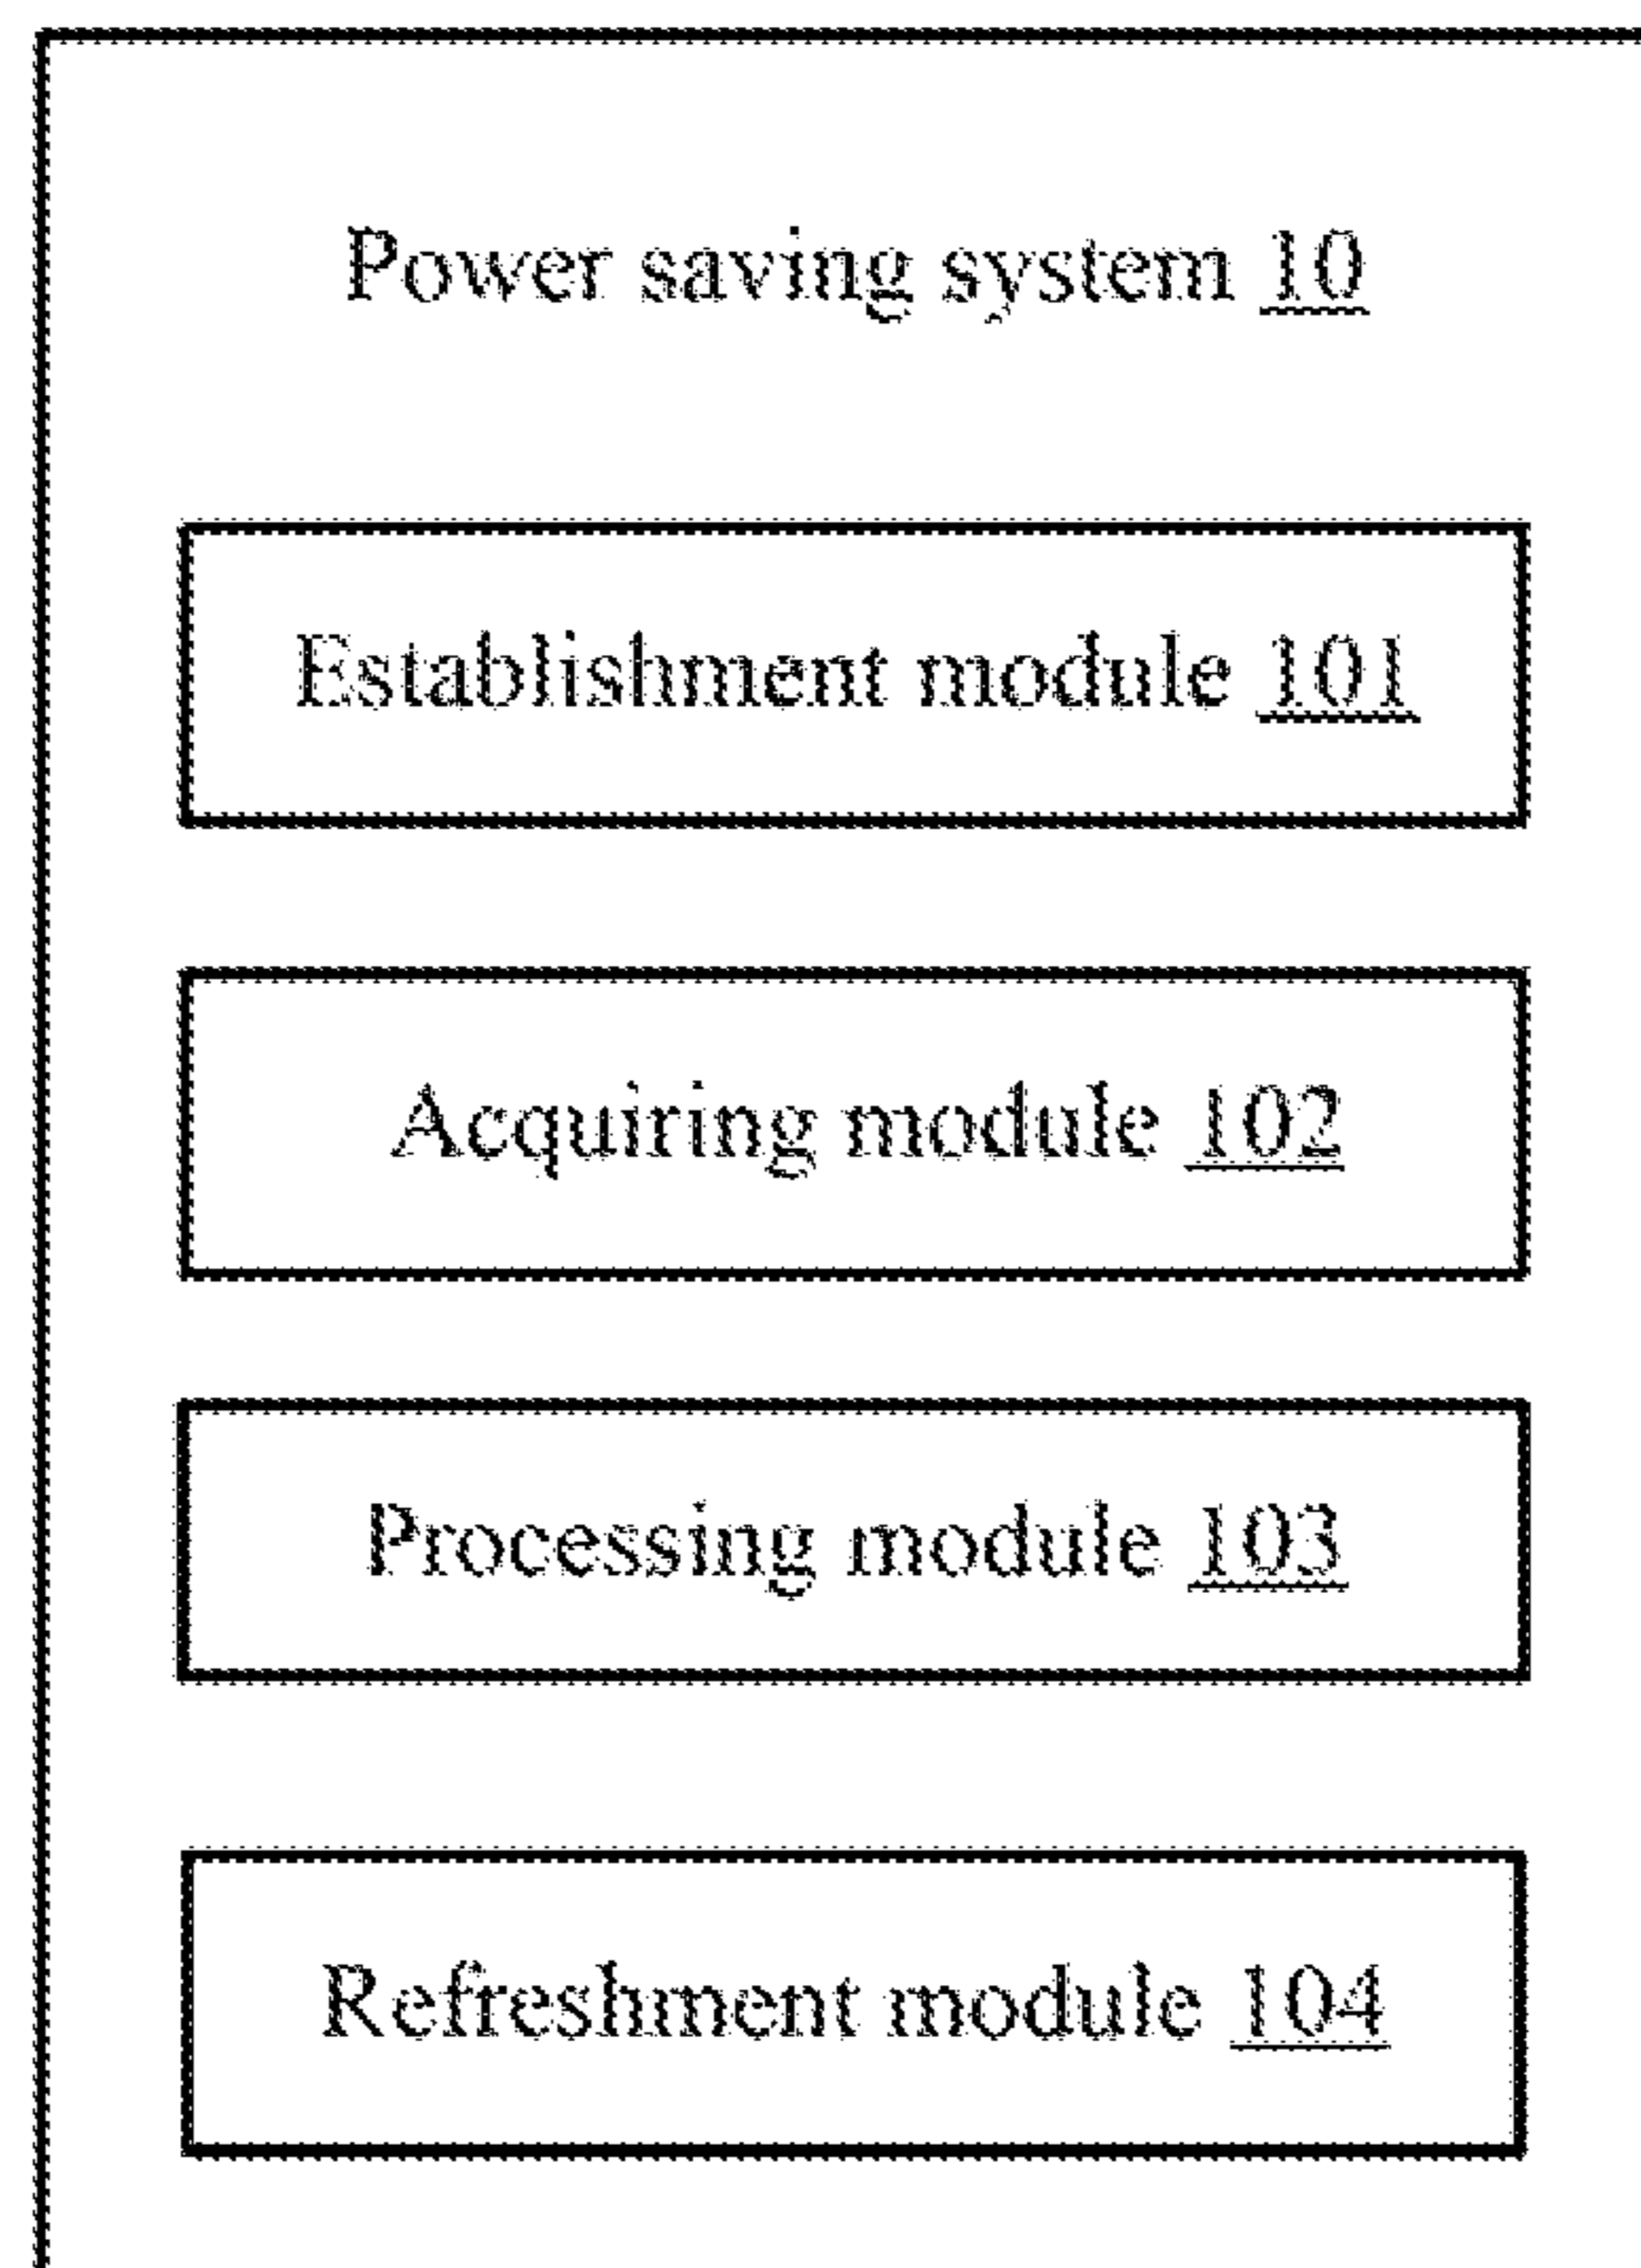 Power saving system 10
Establishment module 101
Acquiring module 102
Processing module 103
Refreshment module 104